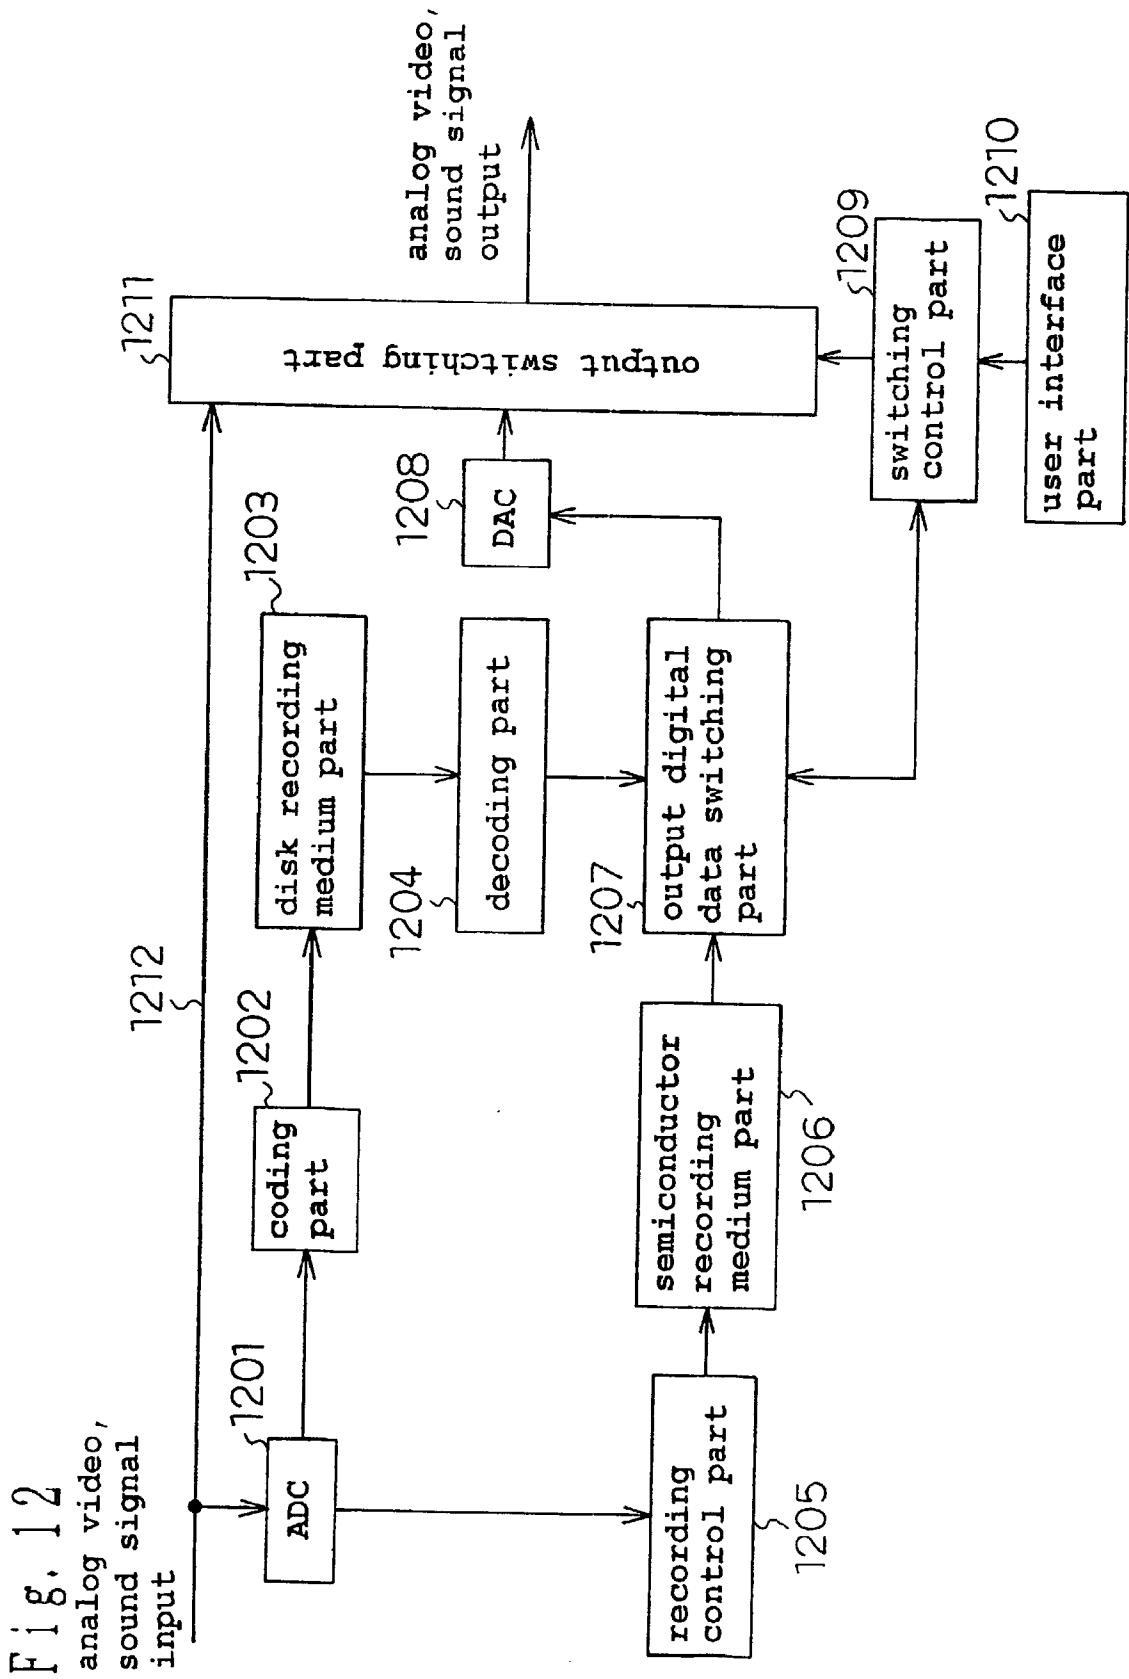 Fig. 12
analog video,
sound signal
input
1212
1211
analog video,
sound signal
output
1201
ADC
1202
coding
part
1203
disk recording
medium part
1204
decoding part
1208
DAC
output switching part
1205
recording
control part
1206
semiconductor
recording
medium part
1207
output digital
data switching
part
1209
switching
control part
1210
user interface
part